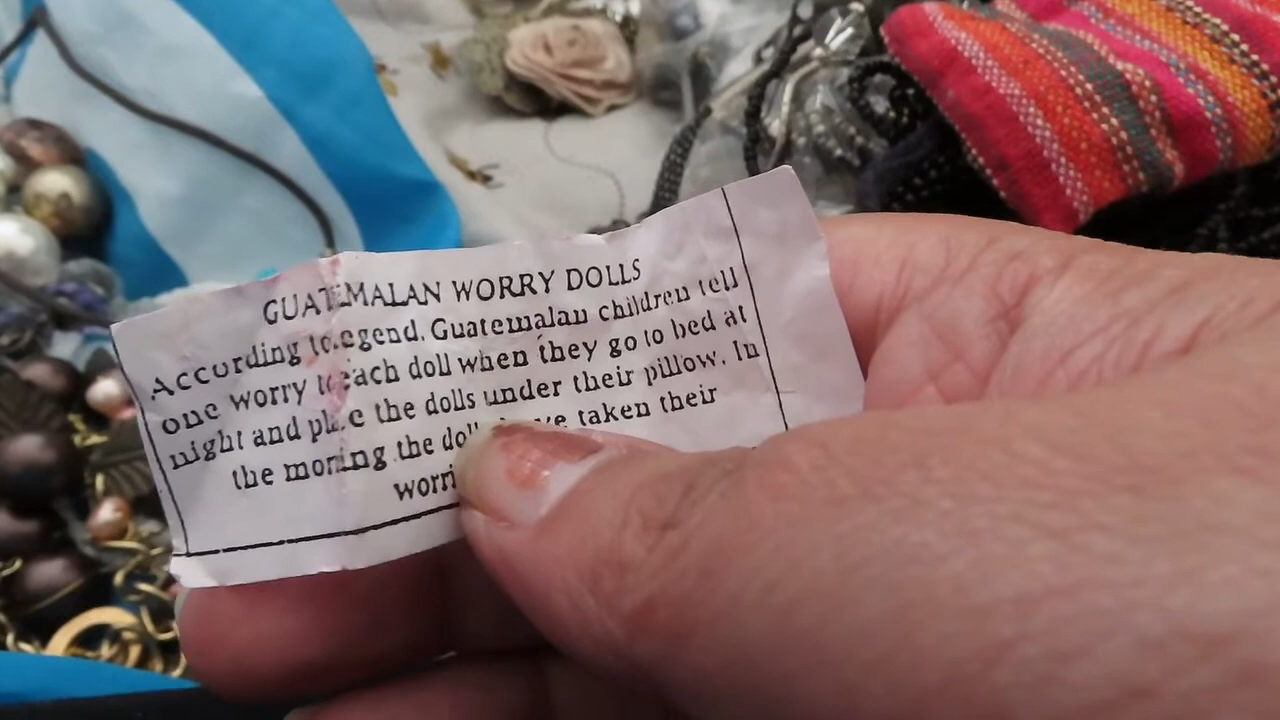 GUATEMALAN WORRY DOLLS
According to legend, Guatemalan children tell
one worry to each doll when they go to bed at
night and place the dolls under their pillow. In
the morning the dolls have taken their
worri